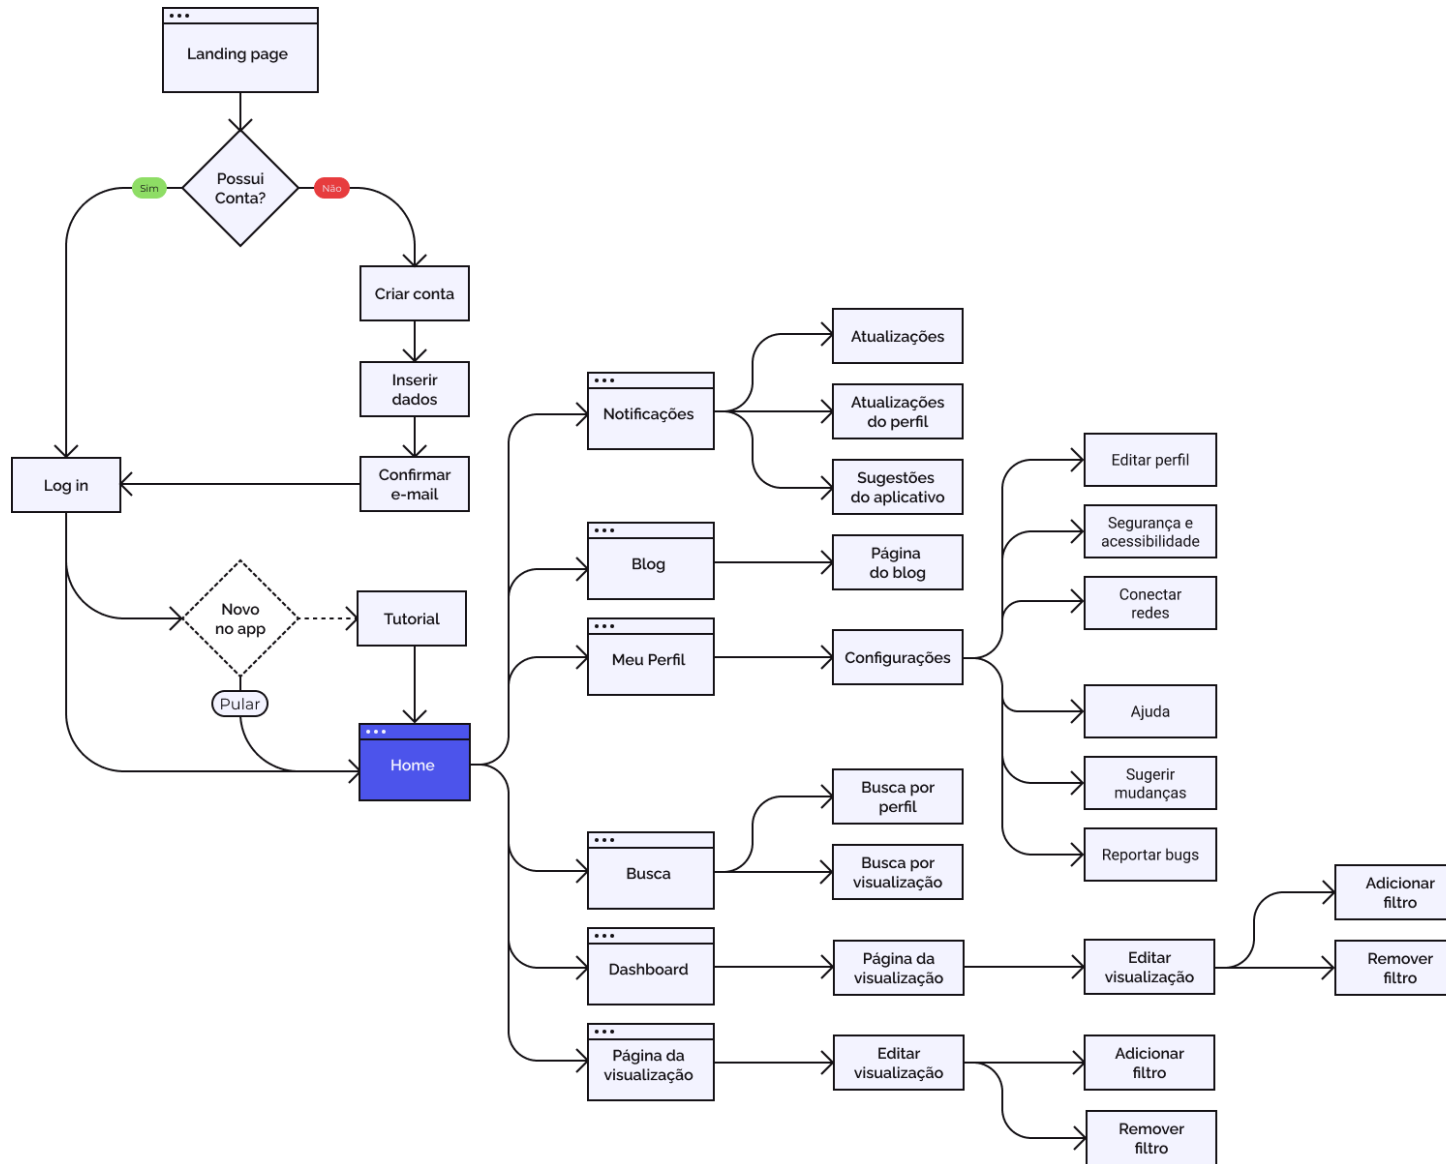 Landing page
Possui
Conta?
Sim
Não
Criar conta
Inserir
dados
Confirmar
e-mail
Log in
Novo
no app
Pular
Tutorial
Home
Notificações
Atualizações
Atualizações
do perfil
Sugestões
do aplicativo
Blog
Página
do blog
Meu Perfil
Configurações
Editar perfil
Segurança e
acessibilidade
Conectar
redes
Ajuda
Sugerir
mudanças
Reportar bugs
Busca
Busca por
perfil
Busca por
visualização
Dashboard
Página da
visualização
Editar
visualização
Adicionar
filtro
Remover
filtro
Página da
visualização
Editar
visualização
Adicionar
filtro
Remover
filtro